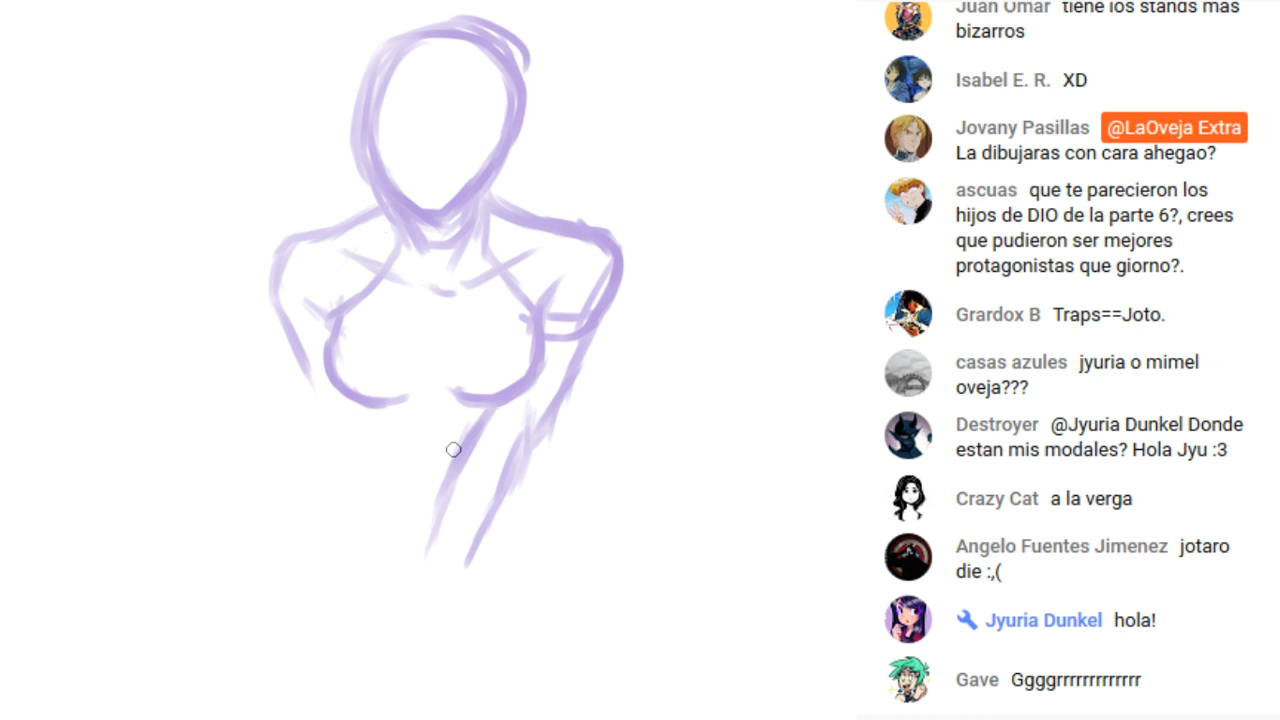 Juan Omar tiene los stands mas
bizarros
Isabel E. R. XD
Jovany Pasillas @LaOveja Extra
La dibujaras con cara ahegao?
ascuas que te parecieron los
hijos de DIO de la parte 6?, crees
que pudieron ser mejores
protagonistas que giorno?.
Grardox B Traps==Joto.
casas azules jyuria o mimel
oveja???
Destroyer @Jyuria Dunkel Donde
estan mis modales? Hola Jyu :3
Crazy Cat a la verga
Angelo Fuentes Jimenez jotaro
die :,(
Jyuria Dunkel hola!
Gave Ggggrrrrrrrrrrrrr